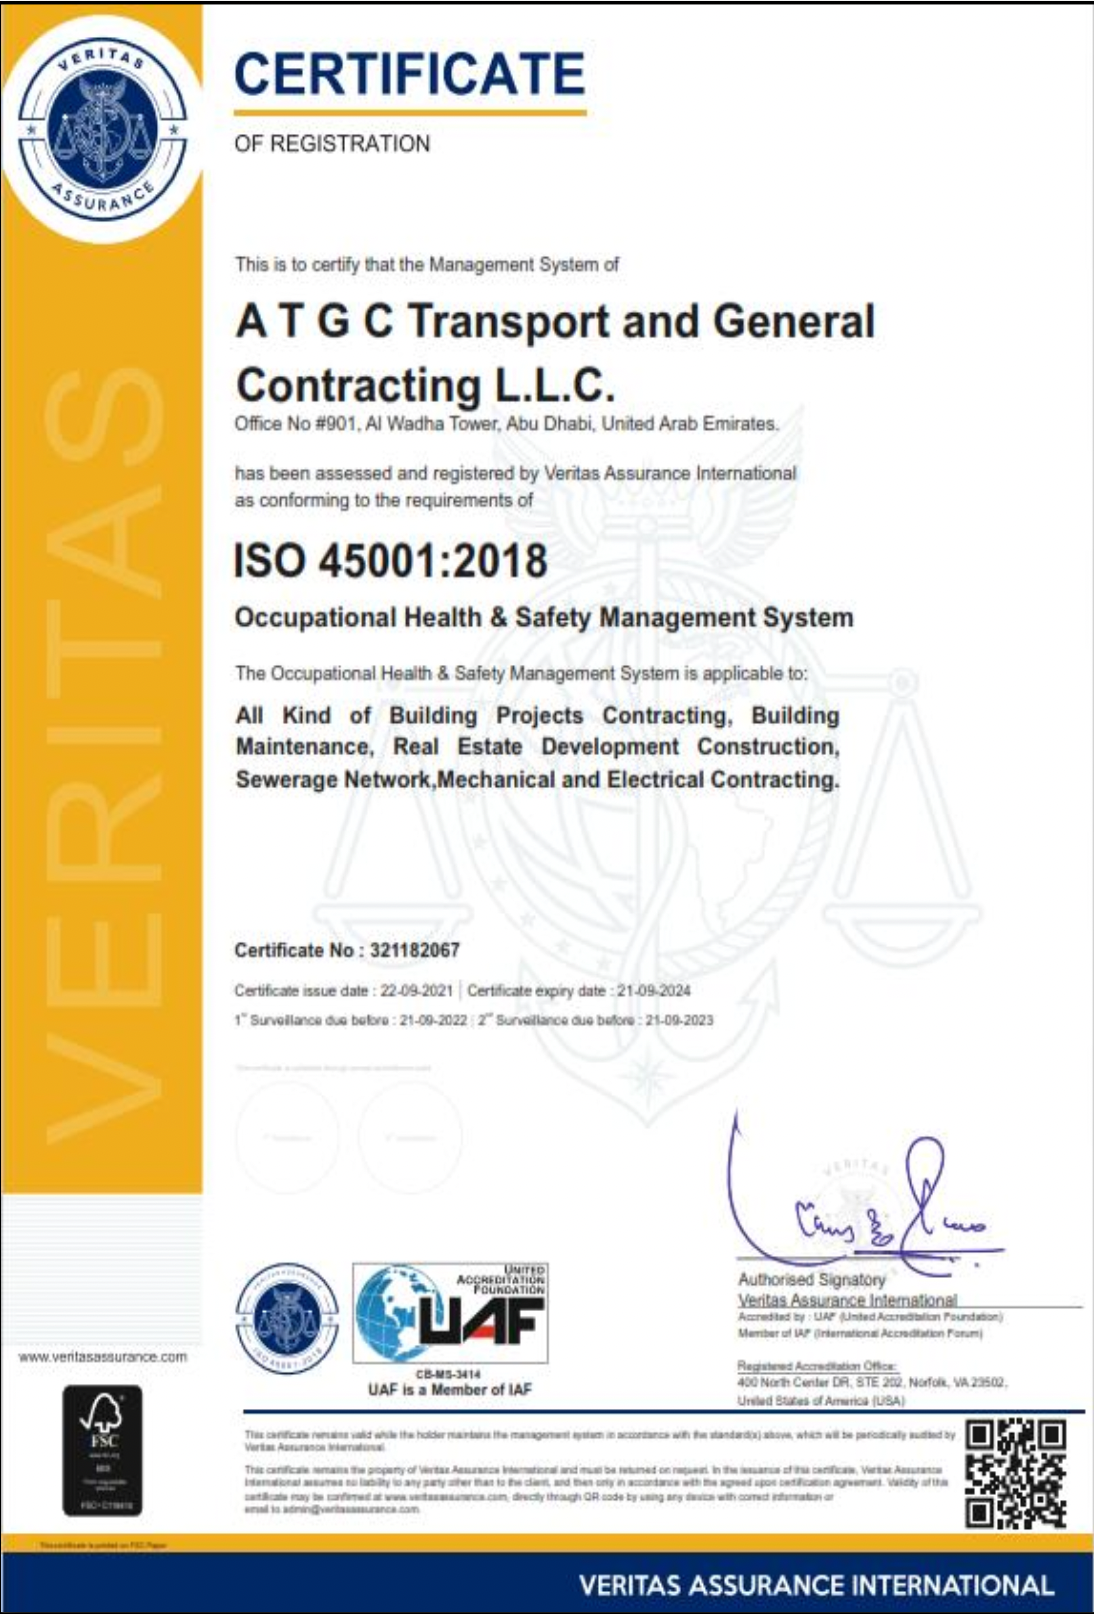 VERITAS
ASSURANCE
CERTIFICATE
OF REGISTRATION
This is to certify that the Management System of
A T G C Transport and General
Contracting L.L.C.
Office No #901, Al Wadha Tower, Abu Dhabi, United Arab Emirates.
has been assessed and registered by Veritas Assurance International
as conforming to the requirements of
ISO 45001:2018
Occupational Health & Safety Management System
The Occupational Health & Safety Management System is applicable to:
All Kind of Building Projects Contracting, Building
Maintenance, Real Estate Development Construction,
Sewerage Network,Mechanical and Electrical Contracting.
VERITAS
Certificate No : 321182067
Certificate issue date : 22-09-2021 | Certificate expiry date : 21-09-2024
1st Surveillance due before : 21-09-2022 | 2nd Surveillance due before : 21-09-2023
VERITAS
VERITAS ASSURANCE
ISO 45001-2018
UNITED
ACCREDITATION
FOUNDATION
UAF
CB-MS-3414
UAF is a Member of IAF
Authorised Signatory
Veritas Assurance International
Accredited by : UAF (United Accreditation Foundation)
Member of IAF (International Accreditation Forum)
Registered Accreditation Office:
400 North Center DR, STE 202, Norfolk, VA 23502,
United States of America (USA)
www.veritasassurance.com
FSC
www.fsc.org
MIX
This certificate remains valid while the holder maintains the management system in accordance with the standard(s) above, which will be periodically audited by
Veritas Assurance International.
This certificate remains the property of Veritas Assurance International and must be returned on request. In the issuance of this certificate, Veritas Assurance
International assumes no liability to any party other than to the client, and then only in accordance with the agreed upon certification agreement. Validity of this
certificate may be confirmed at www.veritasassurance.com, directly through QR code by using any device with correct information or
email to admin@veritasassurance.com
This certificate is printed on FSC Paper
VERITAS ASSURANCE INTERNATIONAL